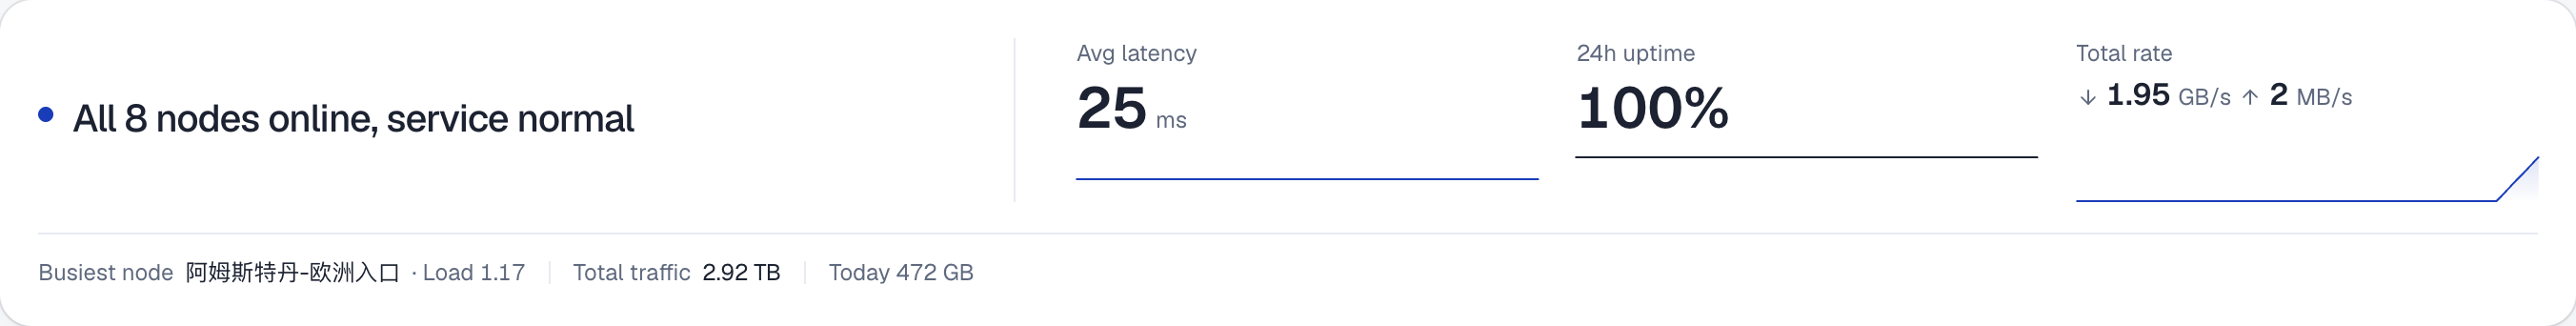 All 8 nodes online, service normal
Avg latency
25 ms
24h uptime
100%
Total rate
↓ 1.95 GB/s ↑ 2 MB/s
Busiest node 阿姆斯特丹-欧洲入口 · Load 1.17
Total traffic 2.92 TB
Today 472 GB